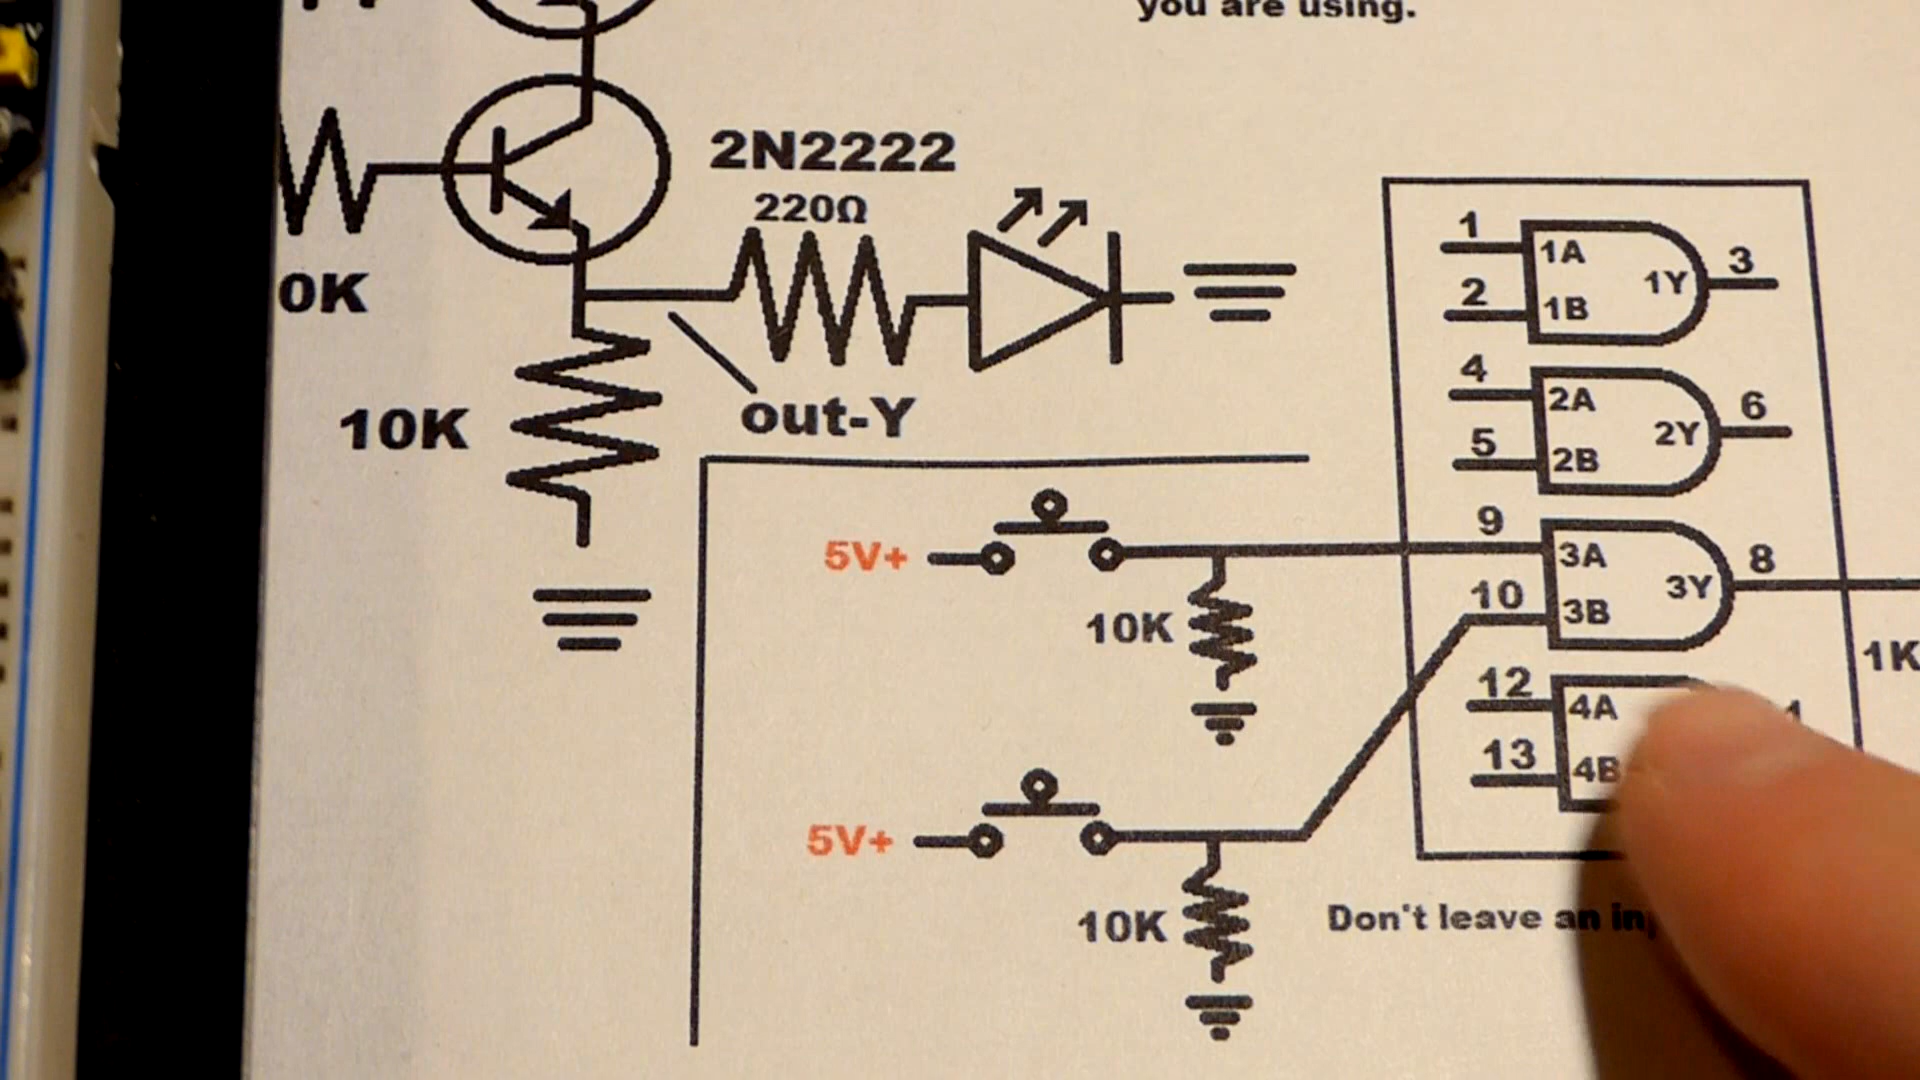 you are using.
2N2222
220Ω
0K
10K
out-Y
1
1A
1Y
3
2
1B
4
2A
2Y
6
5
2B
9
5V+
3A
3Y
8
10
3B
10K
1K
12
4A
13
4B
5V+
10K
Don't leave an